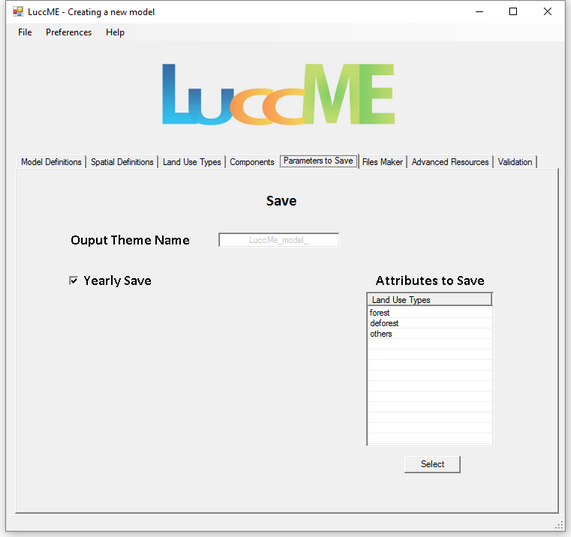 LuccME - Creating a new model
File Preferences Help
LuccME
Model Definitions Spatial Definitions Land Use Types Components Parameters to Save Files Maker Advanced Resources Validation
Save
Ouput Theme Name LuccMe_model_
Yearly Save Attributes to Save
Land Use Types
forest
deforest
others
Select